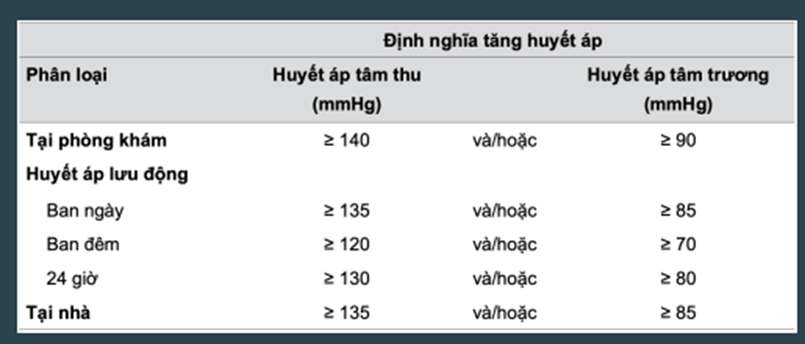 Định nghĩa tăng huyết áp
Phân loại Huyết áp tâm thu Huyết áp tâm trương
(mmHg) (mmHg)
Tại phòng khám ≥ 140 và/hoặc ≥ 90
Huyết áp lưu động
Ban ngày ≥ 135 và/hoặc ≥ 85
Ban đêm ≥ 120 và/hoặc ≥ 70
24 giờ ≥ 130 và/hoặc ≥ 80
Tại nhà ≥ 135 và/hoặc ≥ 85